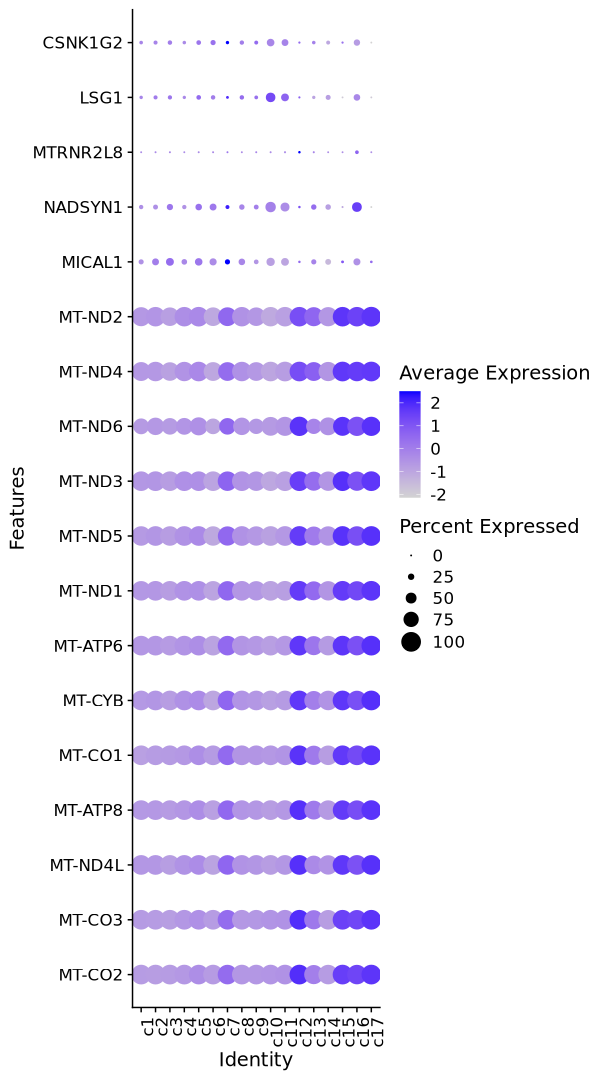 CSNK1G2
LSG1
MTRNR2L8
NADSYN1
MICAL1
MT-ND2
MT-ND4
MT-ND6
MT-ND3
MT-ND5
MT-ND1
MT-ATP6
MT-CYB
MT-CO1
MT-ATP8
MT-ND4L
MT-CO3
MT-CO2
Features
c1 c2 c3 c4 c5 c6 c7 c8 c9 c10 c11 c12 c13 c14 c15 c16 c17
Identity
Average Expression
2
1
0
-1
-2
Percent Expressed
0
25
50
75
100